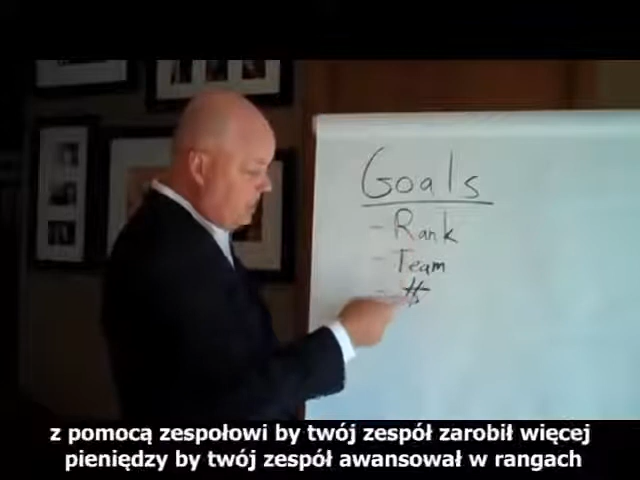 Goals
- Rank
- Team
- $
z pomocą zespołowi by twój zespół zarobił więcej
pieniędzy by twój zespół awansował w rangach